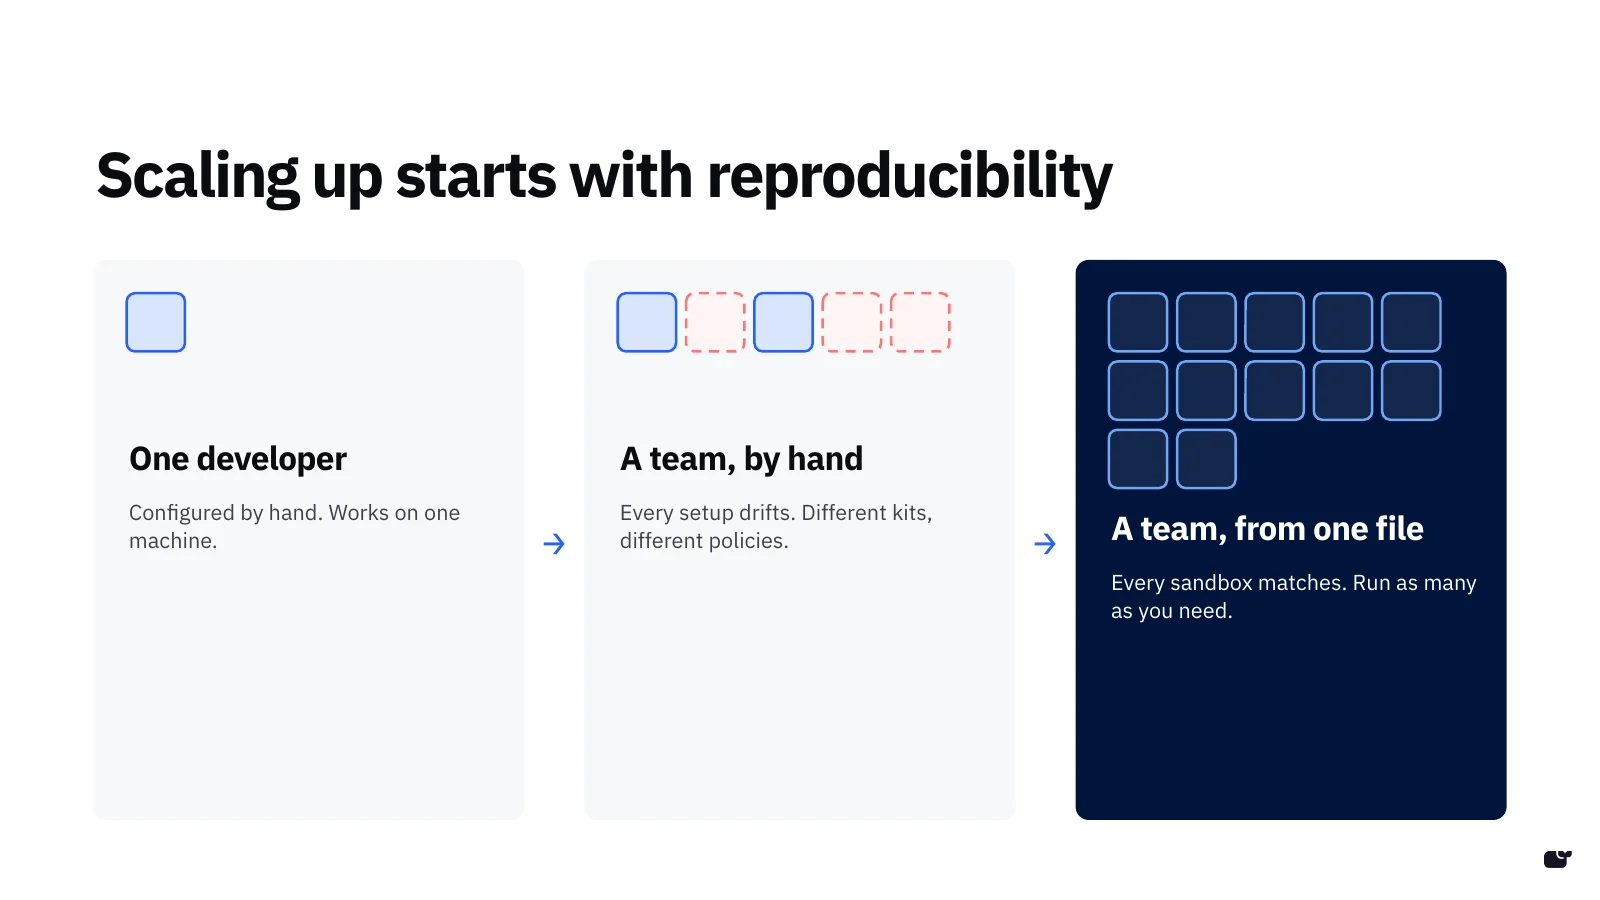 Scaling up starts with reproducibility
One developer
Configured by hand. Works on one
machine.
A team, by hand
Every setup drifts. Different kits,
different policies.
A team, from one file
Every sandbox matches. Run as many
as you need.